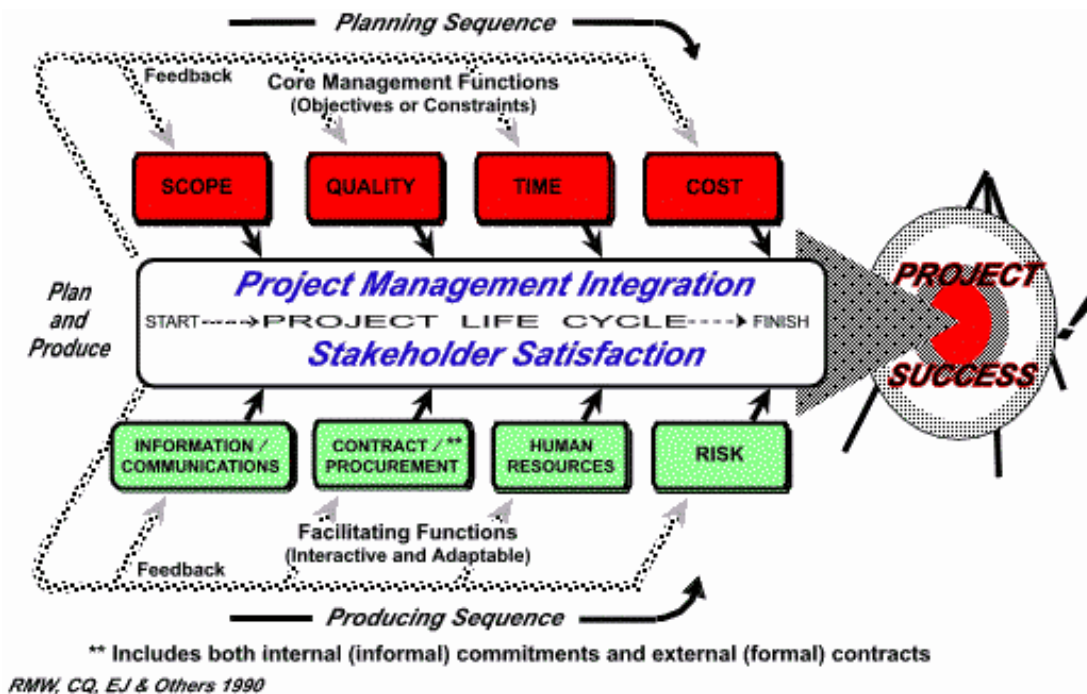 Planning Sequence
Feedback
Core Management Functions
(Objectives or Constraints)
SCOPE
QUALITY
TIME
COST
Plan
and
Produce
Project Management Integration
START PROJECT LIFE CYCLE FINISH
Stakeholder Satisfaction
PROJECT
SUCCESS
INFORMATION /
COMMUNICATIONS
CONTRACT / **
PROCUREMENT
HUMAN
RESOURCES
RISK
Facilitating Functions
(Interactive and Adaptable)
Feedback
Producing Sequence
** Includes both internal (informal) commitments and external (formal) contracts
RMW, CQ, EJ & Others 1990